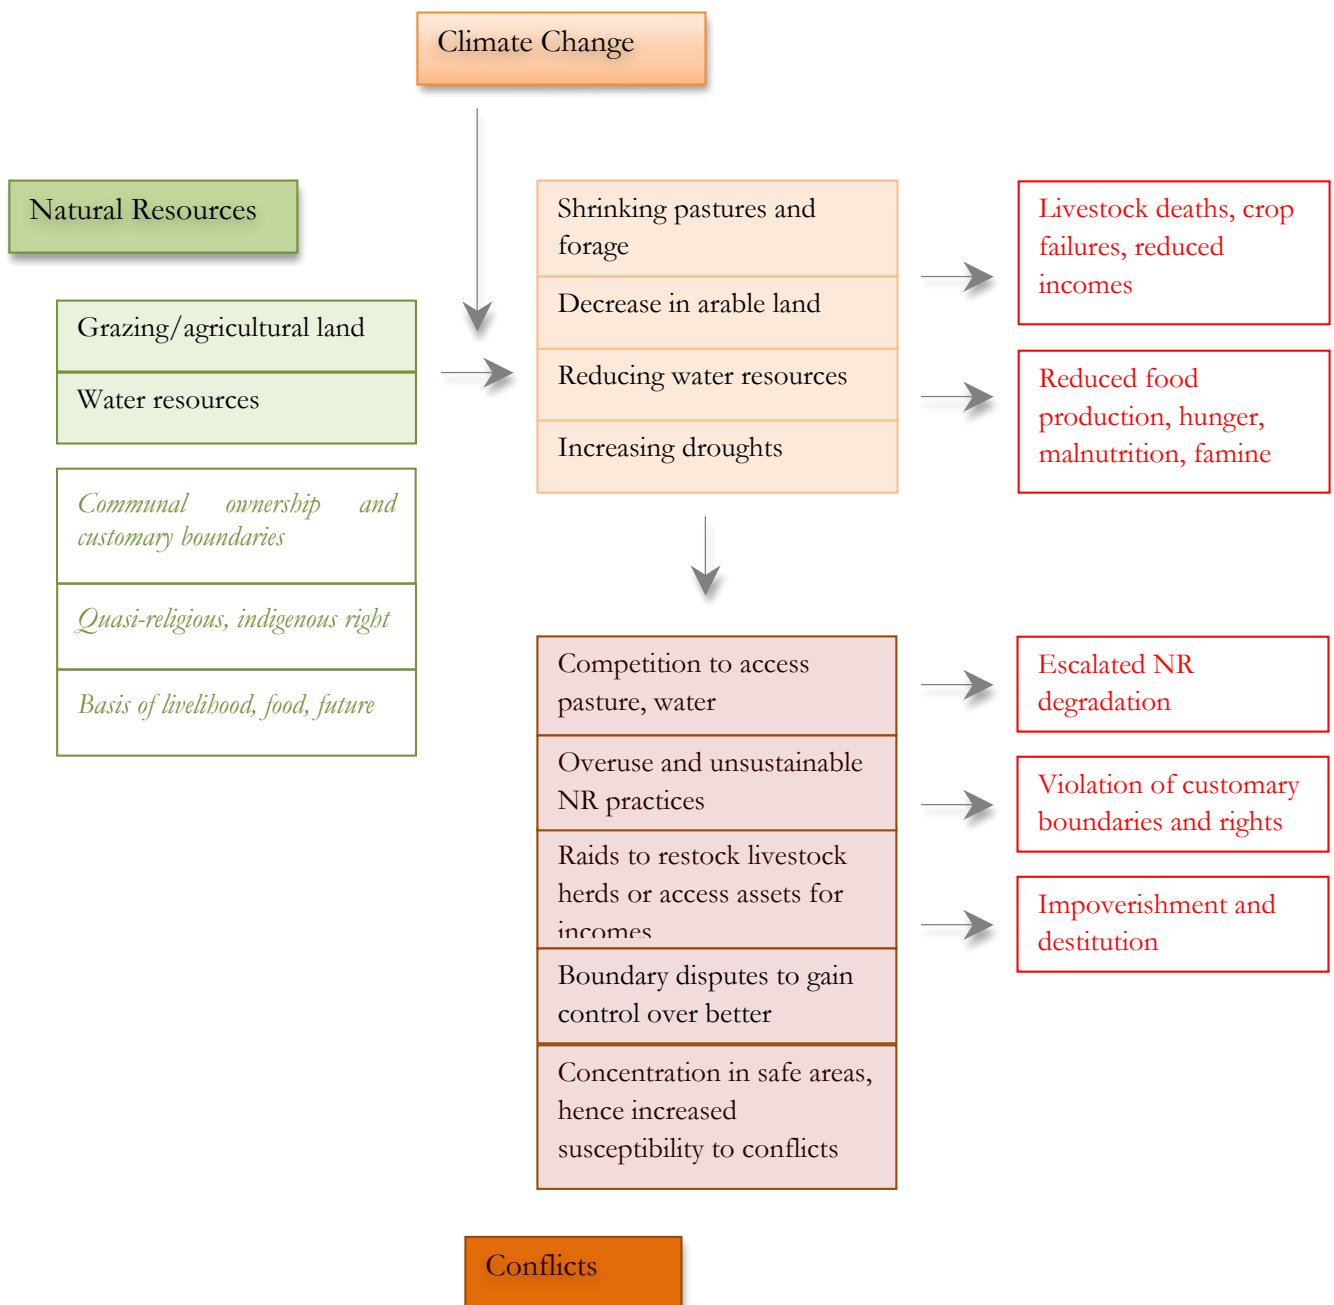 Climate Change
Natural Resources
Grazing/agricultural land
Water resources
Communal ownership and
customary boundaries
Quasi-religious, indigenous right
Basis of livelihood, food, future
Shrinking pastures and
forage
Decrease in arable land
Reducing water resources
Increasing droughts
Livestock deaths, crop
failures, reduced
incomes
Reduced food
production, hunger,
malnutrition, famine
Competition to access
pasture, water
Overuse and unsustainable
NR practices
Raids to restock livestock
herds or access assets for
incomes
Boundary disputes to gain
control over better
Concentration in safe areas,
hence increased
susceptibility to conflicts
Escalated NR
degradation
Violation of customary
boundaries and rights
Impoverishment and
destitution
Conflicts